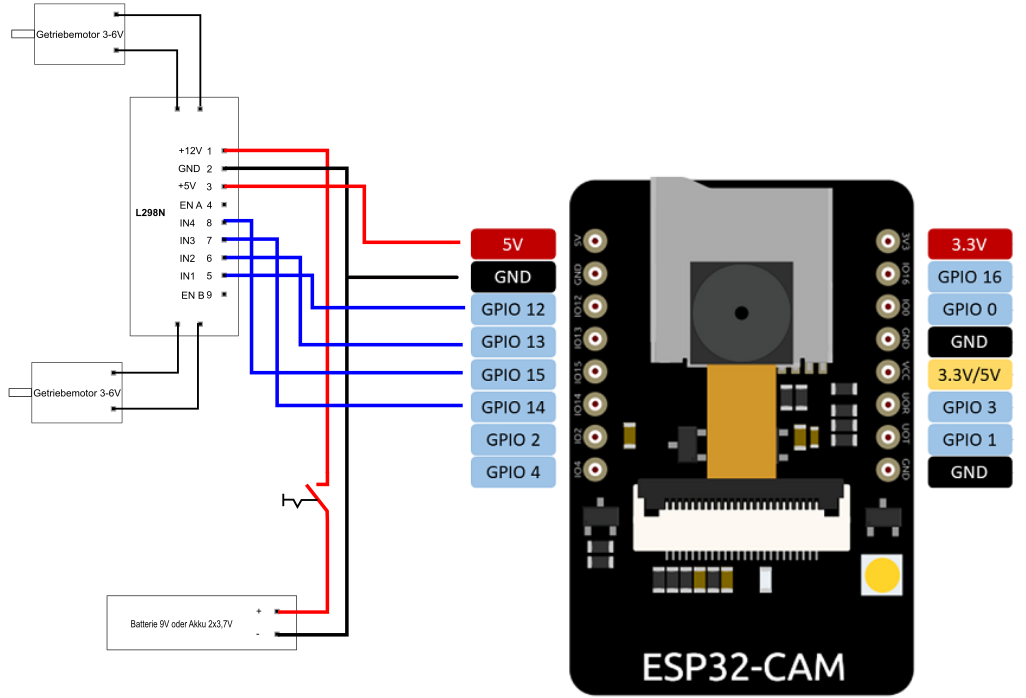 Getriebemotor 3-6V
L298N
+12V 1
GND 2
+5V 3
EN A 4
IN4 8
IN3 7
IN2 6
IN1 5
EN B 9
Getriebemotor 3-6V
Batterie 9V oder Akku 2x3,7V
+
-
5V
GND
GPIO 12
GPIO 13
GPIO 15
GPIO 14
GPIO 2
GPIO 4
5V
GND
IO12
IO13
IO15
IO14
IO2
IO4
3V3
IO16
IO0
GND
VCC
UOR
UOT
GND
3.3V
GPIO 16
GPIO 0
GND
3.3V/5V
GPIO 3
GPIO 1
GND
ESP32-CAM